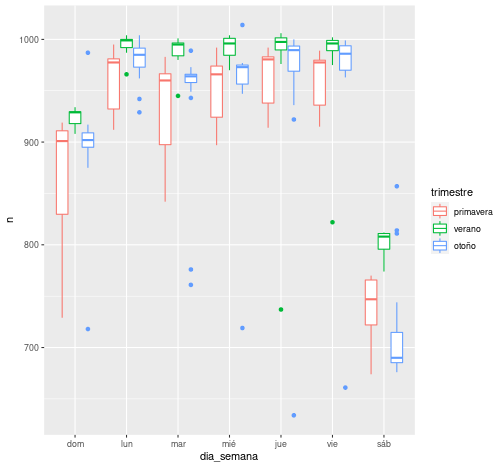 1000
900
800
700
n
dom lun mar mié jue vie sáb
dia_semana
trimestre
primavera
verano
otoño